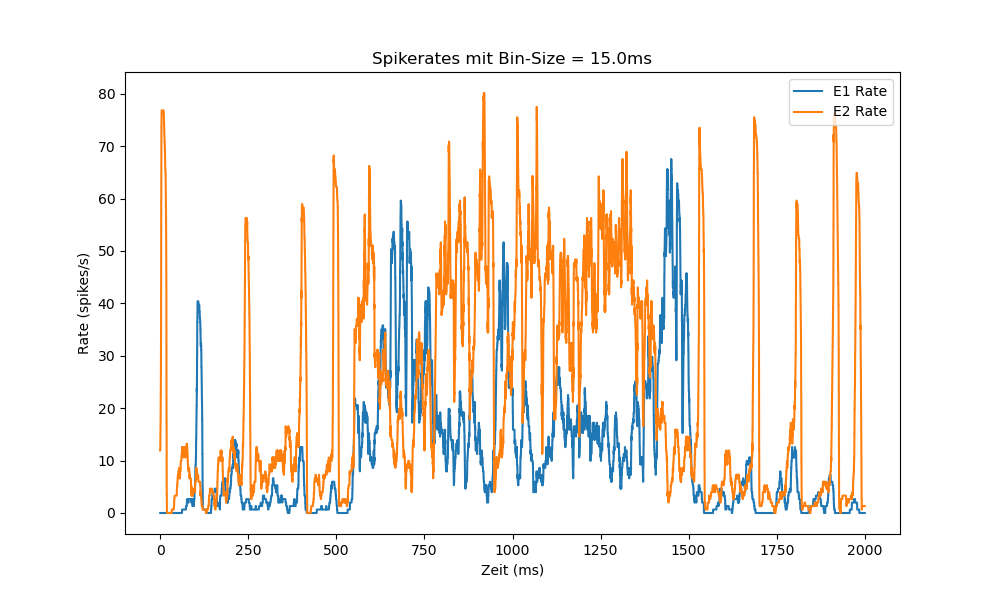 Spikerates mit Bin-Size = 15.0ms
E1 Rate
E2 Rate
80
70
60
50
40
30
20
10
0
Rate (spikes/s)
0 250 500 750 1000 1250 1500 1750 2000
Zeit (ms)